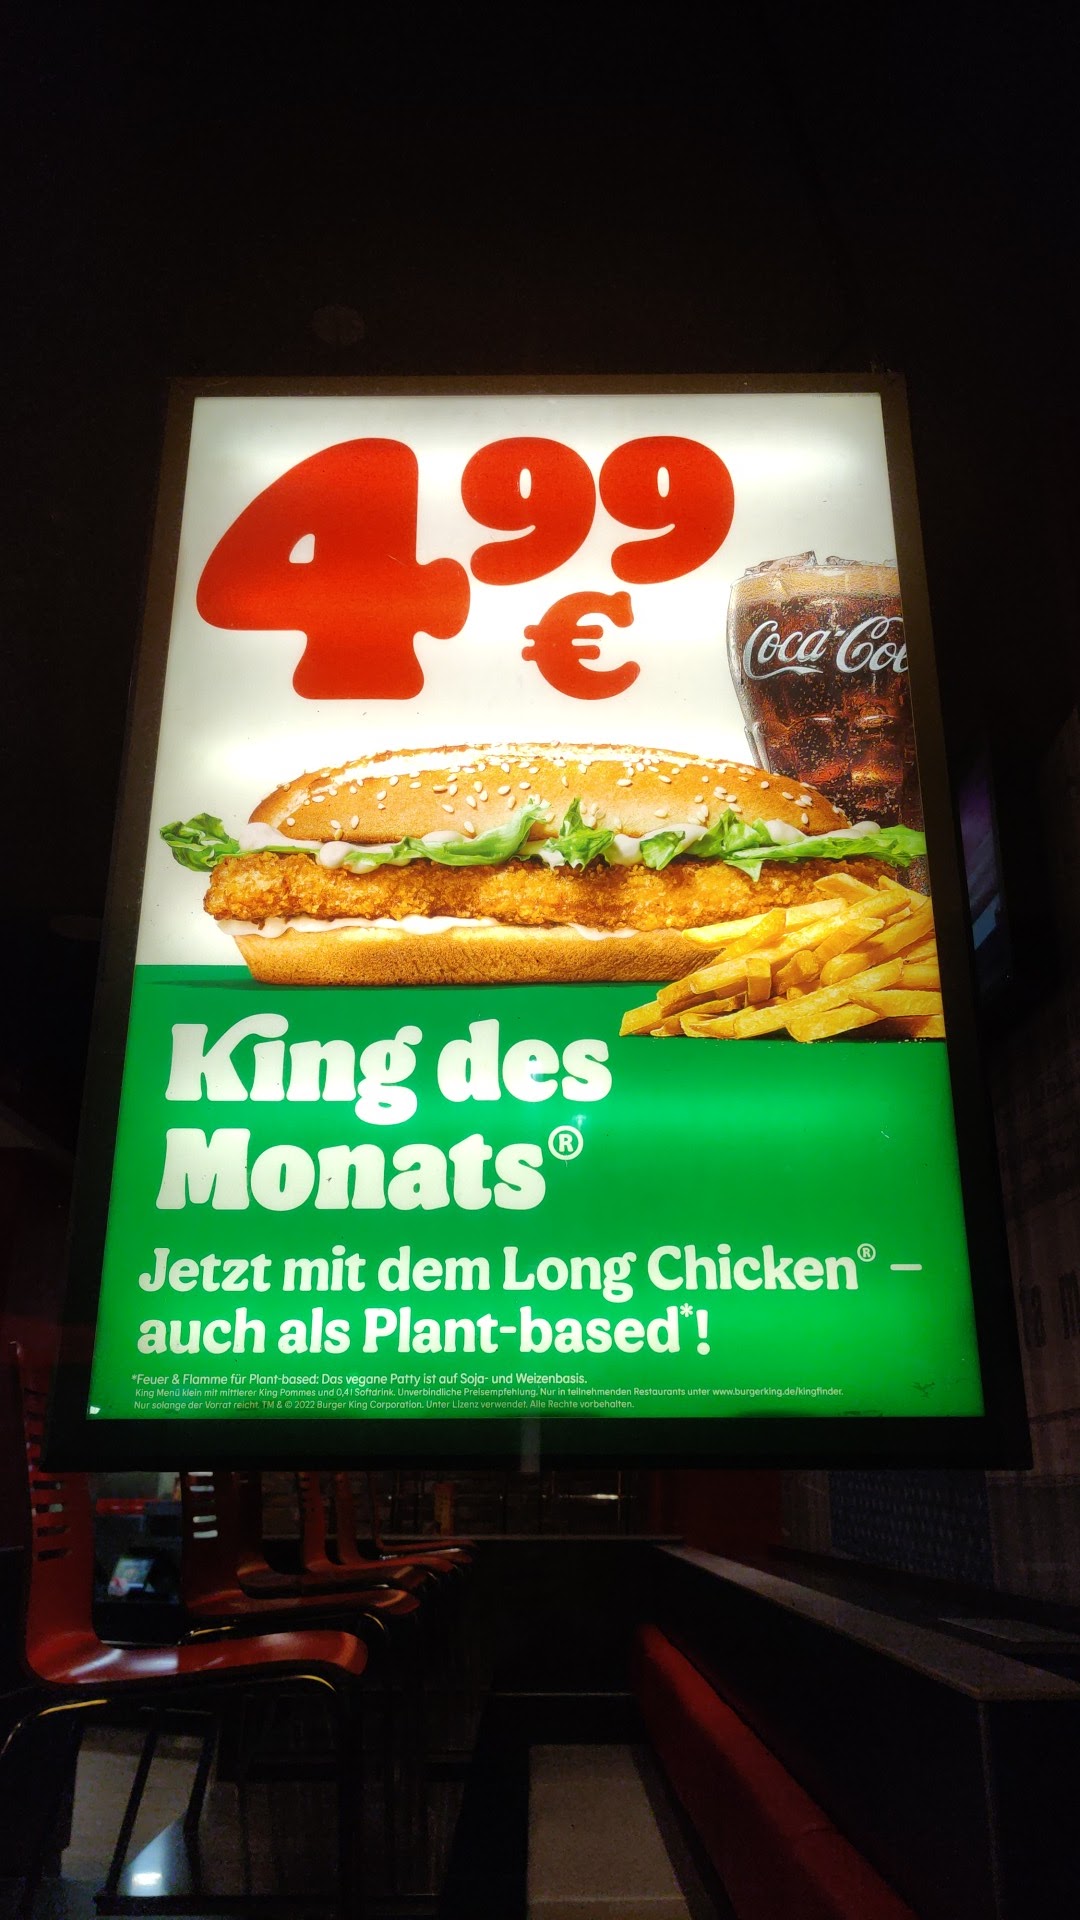 4 99
€
Coca-Col
King des
Monats®
Jetzt mit dem Long Chicken® –
auch als Plant-based*!
*Feuer & Flamme für Plant-based: Das vegane Patty ist auf Soja- und Weizenbasis.
King Menü klein mit mittlerer King Pommes und 0,4 l Softdrink. Unverbindliche Preisempfehlung. Nur in teilnehmenden Restaurants unter www.burgerking.de/kingfinder.
Nur solange der Vorrat reicht. TM & © 2022 Burger King Corporation. Unter Lizenz verwendet. Alle Rechte vorbehalten.